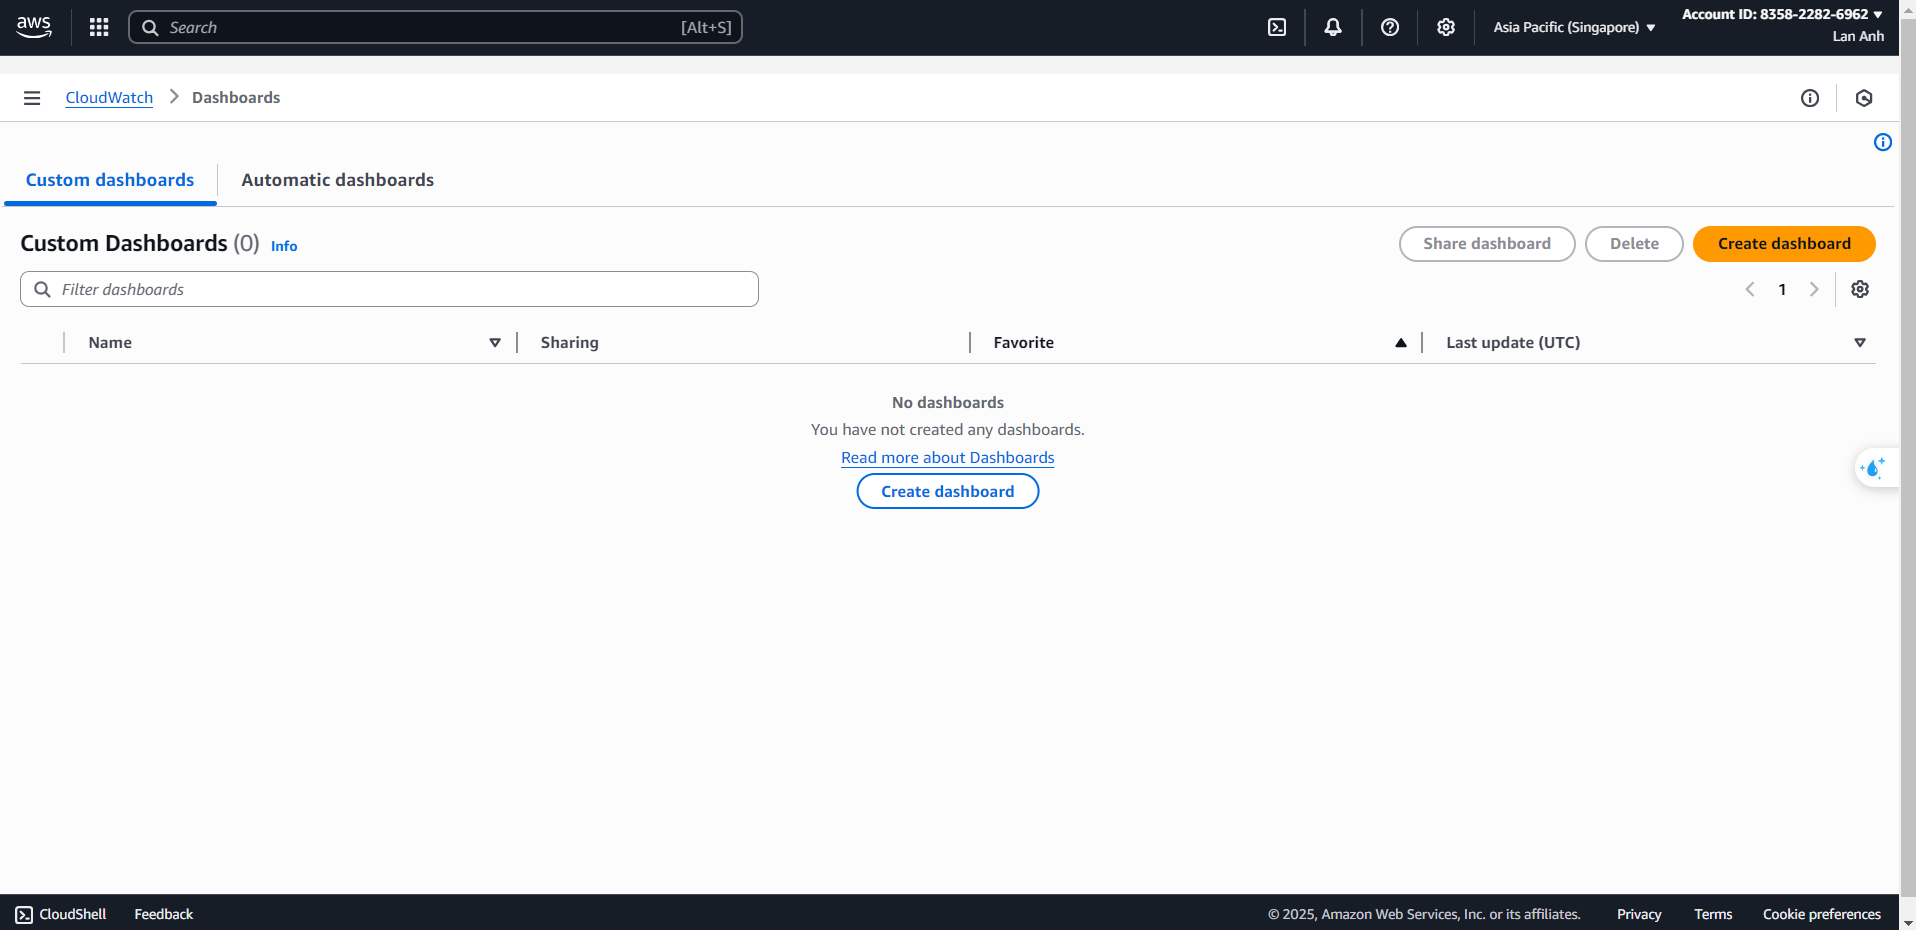 aws
Search [Alt+S]
Asia Pacific (Singapore)
Account ID: 8358-2282-6962
Lan Anh
CloudWatch Dashboards
Custom dashboards Automatic dashboards
Custom Dashboards (0) Info
Share dashboard Delete Create dashboard
Filter dashboards
1
Name Sharing Favorite Last update (UTC)
No dashboards
You have not created any dashboards.
Read more about Dashboards
Create dashboard
CloudShell Feedback © 2025, Amazon Web Services, Inc. or its affiliates. Privacy Terms Cookie preferences